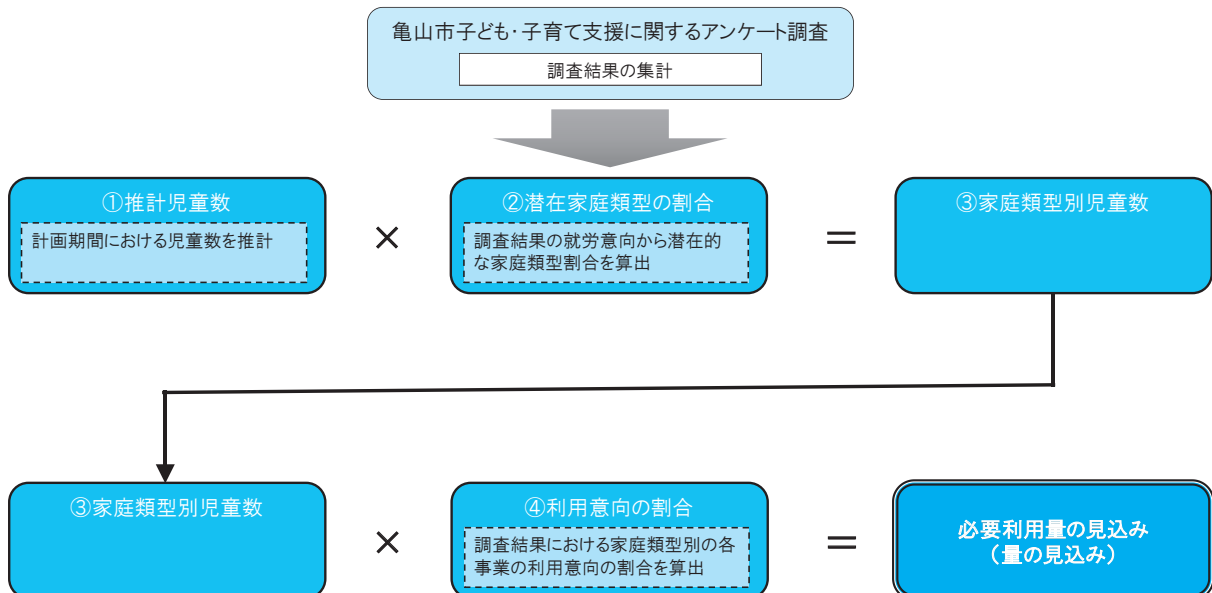 亀山市子ども・子育て支援に関するアンケート調査
調査結果の集計
①推計児童数
計画期間における児童数を推計
×
②潜在家庭類型の割合
調査結果の就労意向から潜在的
な家庭類型割合を算出
＝
③家庭類型別児童数
③家庭類型別児童数
×
④利用意向の割合
調査結果における家庭類型別の各
事業の利用意向の割合を算出
＝
必要利用量の見込み
（量の見込み）